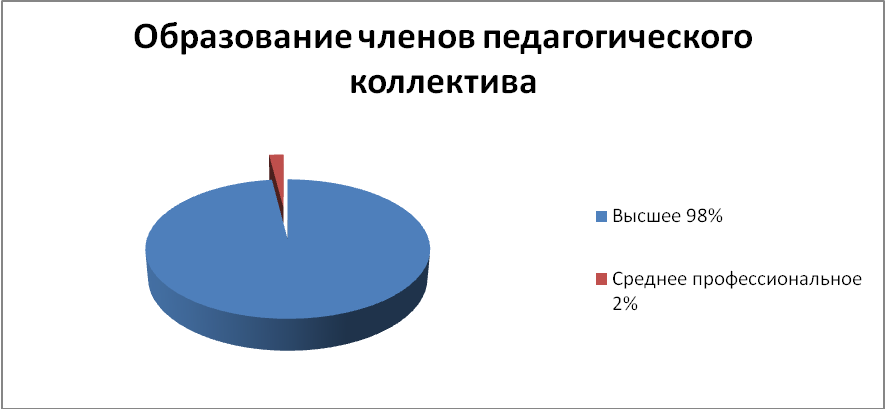 Образование членов педагогического
коллектива
Высшее 98%
Среднее профессиональное
2%